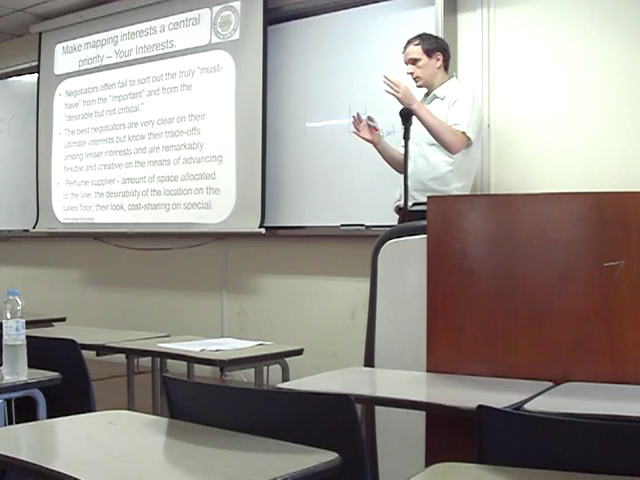 Make mapping interests a central
priority – Your Interests.
• Negotiators often fail to sort out the truly "must-
have" from the "important" and from the
"desirable but not critical."
• The best negotiators are very clear on their
ultimate interests but know their trade-offs
among lesser interests and are remarkably
flexible and creative on the means of advancing
• Perfume supplier - amount of space allocated
to the line, the desirability of the location on the
sales floor, their look, cost-sharing on special
promotions